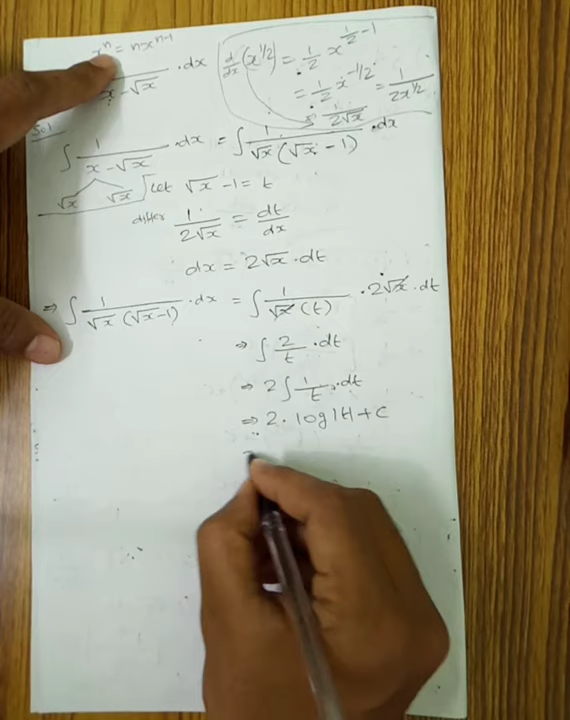 xⁿ = nxⁿ⁻¹
x-√x .dx
d/dx (x^1/2) = 1/2 x^(1/2 - 1)
= 1/2 x^(-1/2) = 1/(2x^1/2)
1/(2√x)
Sol
∫ 1/(x-√x) .dx = ∫ 1/(√x (√x - 1)) .dx
√x √x Let √x - 1 = t
1/(2√x) = dt/dx
dx = 2√x . dt
⇒ ∫ 1/(√x (√x-1)) .dx = ∫ 1/(√x (t)) . 2√x . dt
⇒ ∫ 2/t . dt
⇒ 2 ∫ 1/t . dt
⇒ 2 . log|t| + C